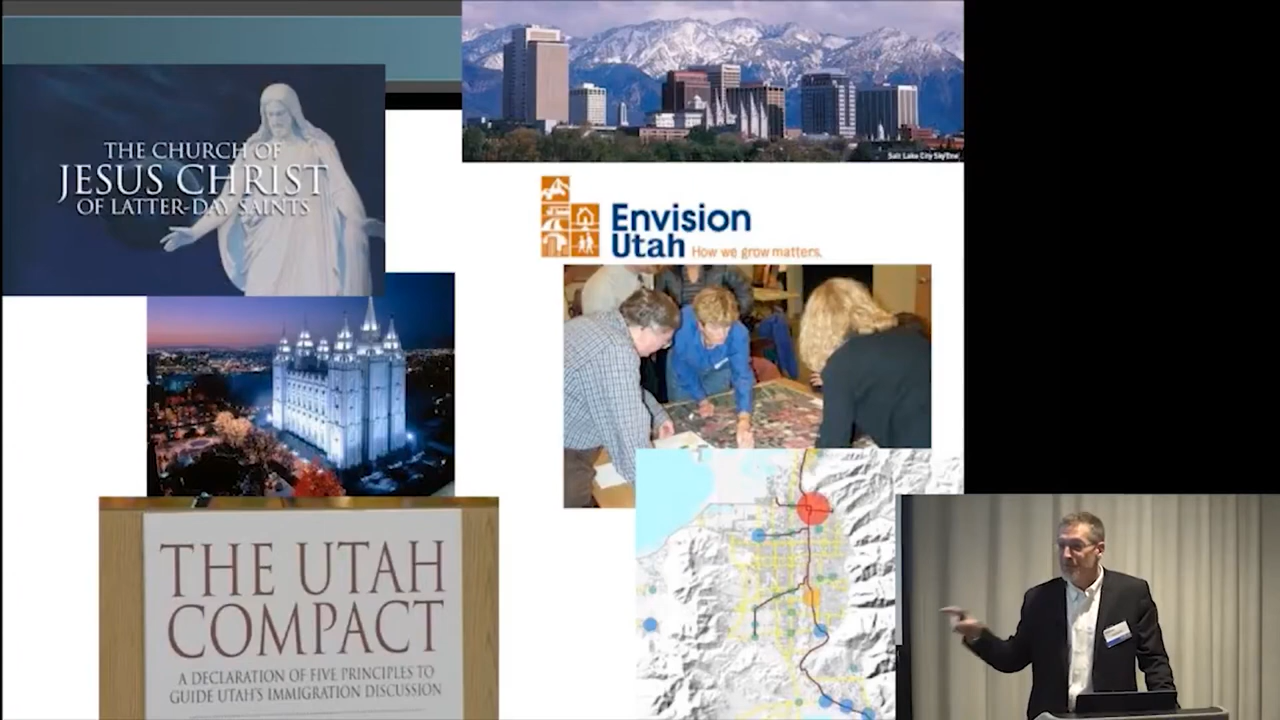 THE CHURCH OF
JESUS CHRIST
OF LATTER-DAY SAINTS
Salt Lake City Skyline
Envision
Utah How we grow matters.
THE UTAH
COMPACT
A DECLARATION OF FIVE PRINCIPLES TO
GUIDE UTAH'S IMMIGRATION DISCUSSION